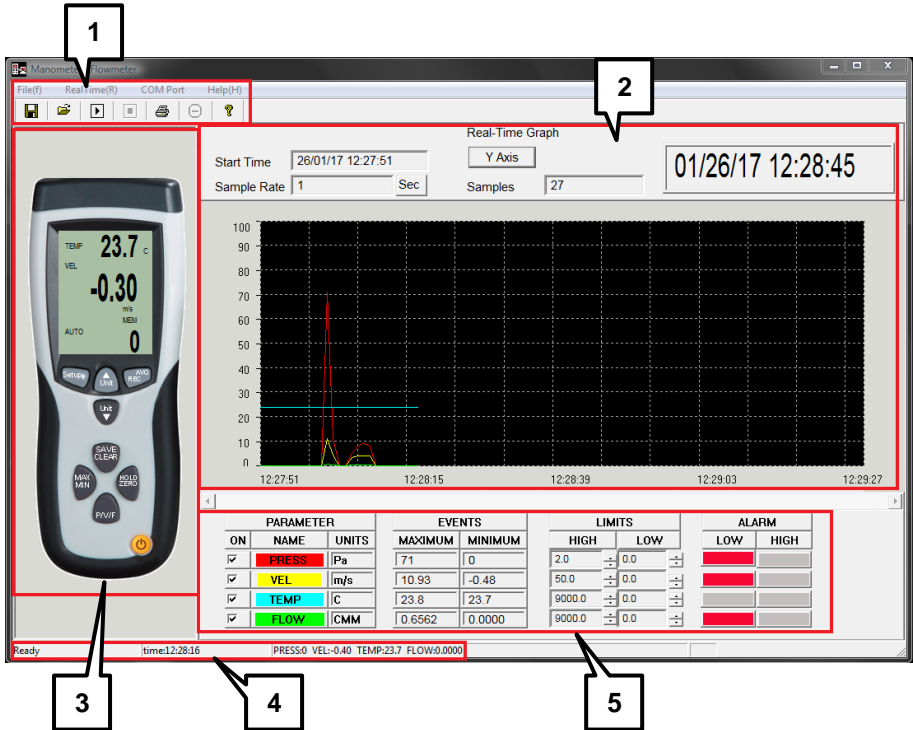 1
Manometer Flowmeter
File(f) RealTime(R) COM Port Help(H)
2
Real-Time Graph
Start Time 26/01/17 12:27:51 Y Axis
01/26/17 12:28:45
Sample Rate 1 Sec Samples 27
TEMP 23.7 C
VEL
-0.30
m/s
MEM
AUTO 0
Setup Unit AVG REC
Unit
SAVE CLEAR
MAX MIN HOLD ZERO
P/V/F
100
90
80
70
60
50
40
30
20
10
0
12:27:51 12:28:15 12:28:39 12:29:03 12:29:27
PARAMETER EVENTS LIMITS ALARM
ON NAME UNITS MAXIMUM MINIMUM HIGH LOW LOW HIGH
PRESS Pa 71 0 2.0 0.0
VEL m/s 10.93 -0.48 50.0 0.0
TEMP C 23.8 23.7 9000.0 0.0
FLOW CMM 0.6562 0.0000 9000.0 0.0
Ready time:12:28:16 PRESS:0 VEL:-0.40 TEMP:23.7 FLOW:0.0000
3
4
5